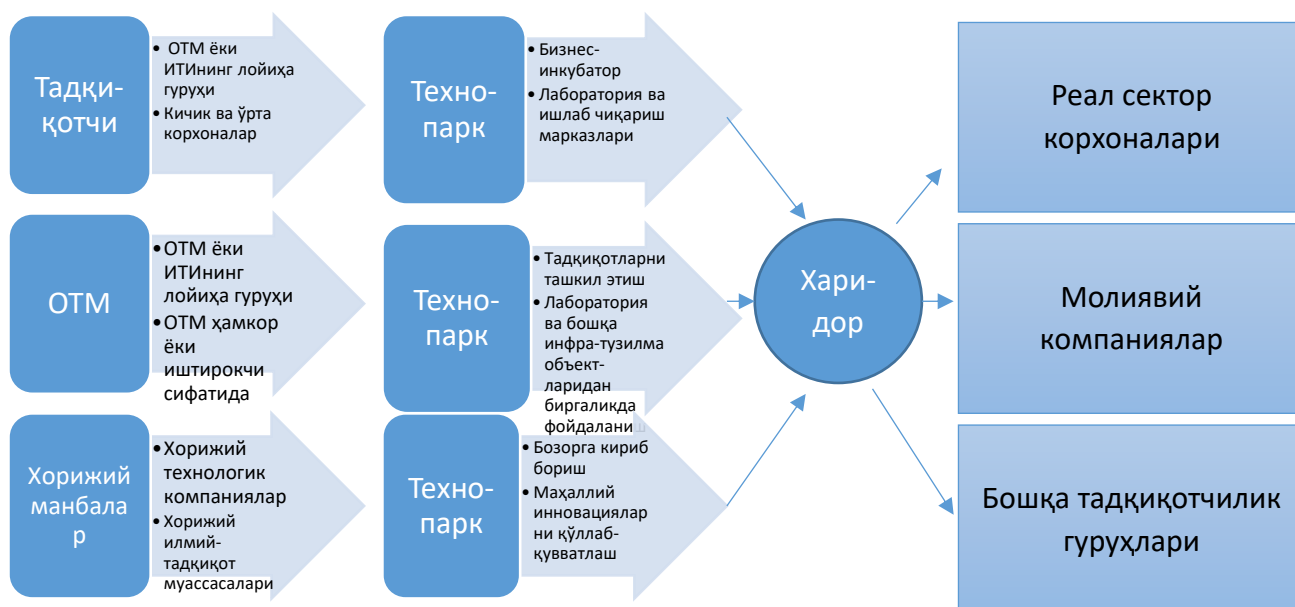 Тадқи-
қотчи
• ОТМ ёки
ИТИнинг
лойиҳа
гуруҳи
• Кичик ва ўрта
корхоналар
Техно-
парк
• Бизнес-
инкубатор
• Лаборатория ва
ишлаб чиқариш
марказлари
ОТМ
• ОТМ ёки
ИТИнинг
лойиҳа гуруҳи
• ОТМ ҳамкор
ёки
иштирокчи
сифатида
Техно-
парк
• Тадқиқотларни
ташкил этиш
• Лаборатория
ва бошқа
инфра-тузилма
объект-
ларидан
биргаликда
фойдаланиш
Хорижий
манбала
р
• Хорижий
технологик
компаниялар
• Хорижий
илмий-
тадқиқот
муассасалари
Техно-
парк
• Бозорга кириб
бориш
• Маҳаллий
инновациялар
ни қўллаб-
қувватлаш
Хари-
дор
Реал сектор
корхоналари
Молиявий
компаниялар
Бошқа тадқиқотчилик
гуруҳлари